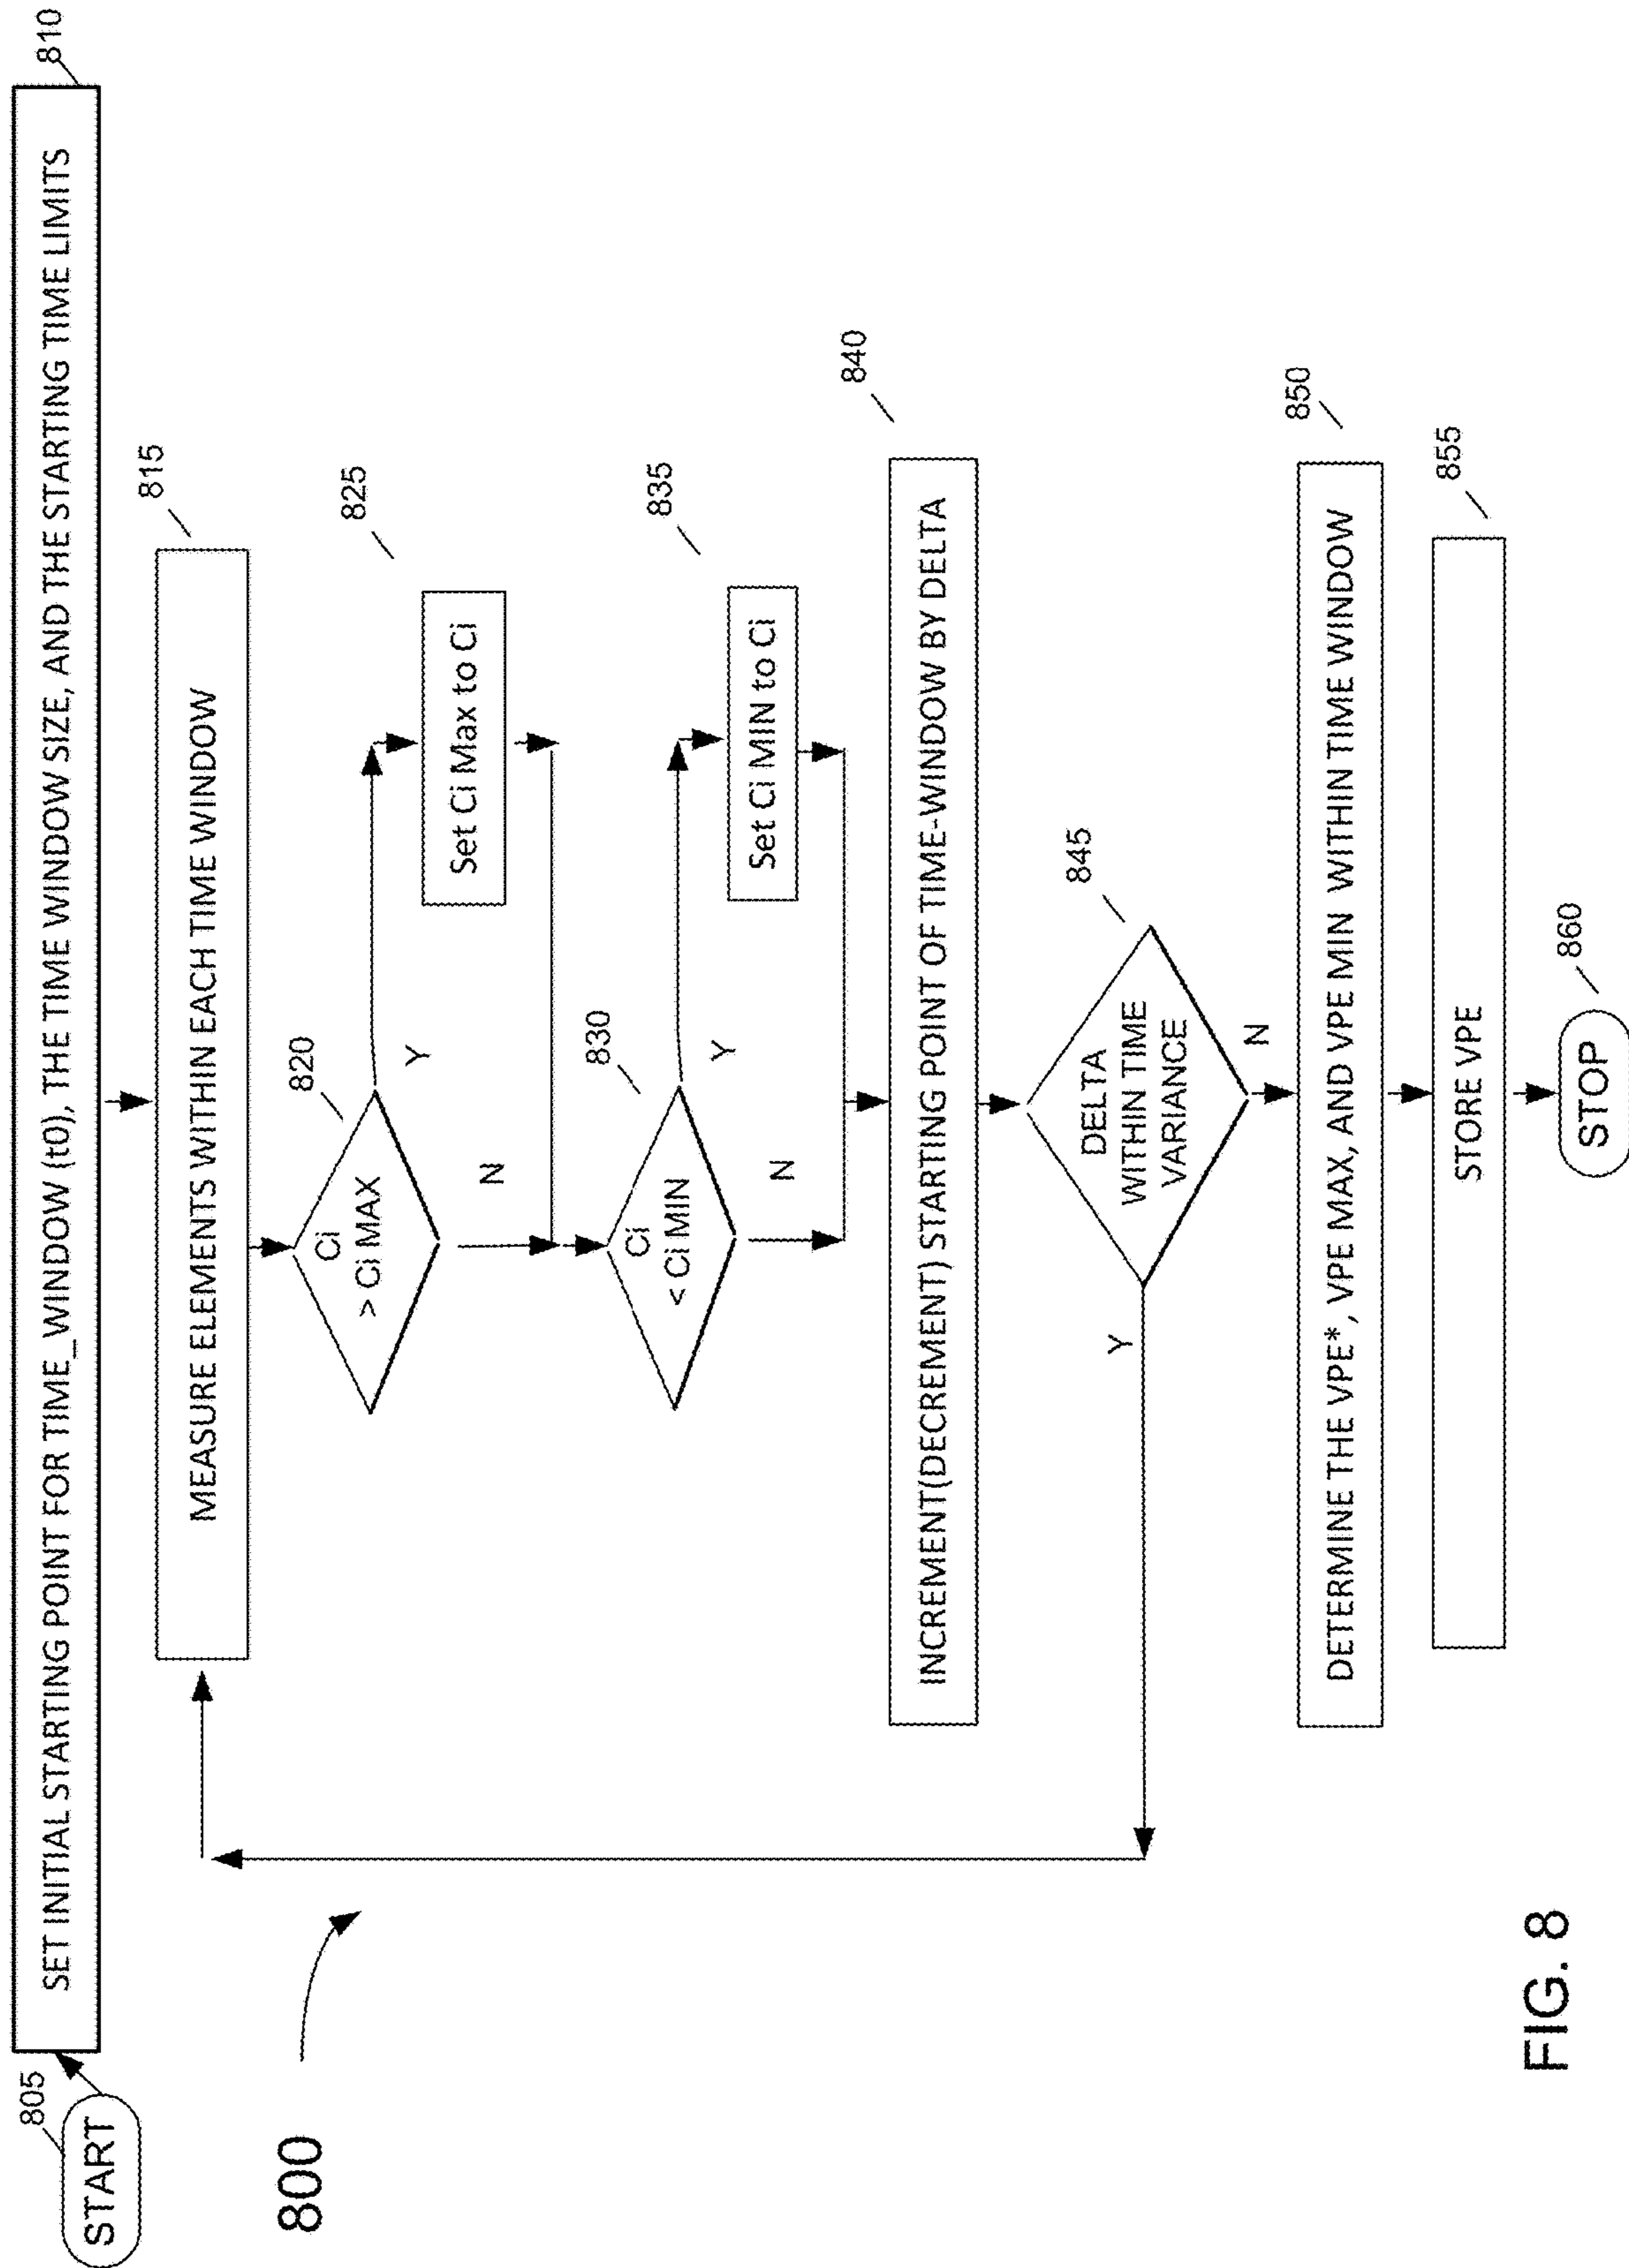 805
START
810
SET INITIAL STARTING POINT FOR TIME_WINDOW (t0), THE TIME WINDOW SIZE, AND THE STARTING TIME LIMITS
800
815
MEASURE ELEMENTS WITHIN EACH TIME WINDOW
820
Ci
> Ci MAX
Y
N
825
Set Ci Max to Ci
830
Ci
< Ci MIN
Y
N
835
Set Ci MIN to Ci
840
INCREMENT(DECREMENT) STARTING POINT OF TIME-WINDOW BY DELTA
845
DELTA
WITHIN TIME
VARIANCE
Y
N
850
DETERMINE THE VPE*, VPE MAX, AND VPE MIN WITHIN TIME WINDOW
855
STORE VPE
860
STOP
FIG. 8